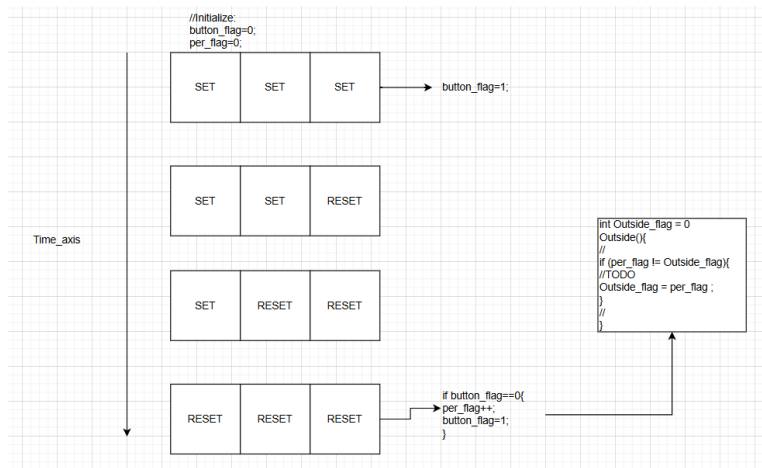 //Initialize:
button_flag=0;
per_flag=0;
SET SET SET
button_flag=1;
SET SET RESET
Time_axis
int Outside_flag = 0
Outside(){
//
if (per_flag != Outside_flag){
//TODO
Outside_flag = per_flag ;
}
//
}
SET RESET RESET
RESET RESET RESET
if button_flag==0{
per_flag++;
button_flag=1;
}